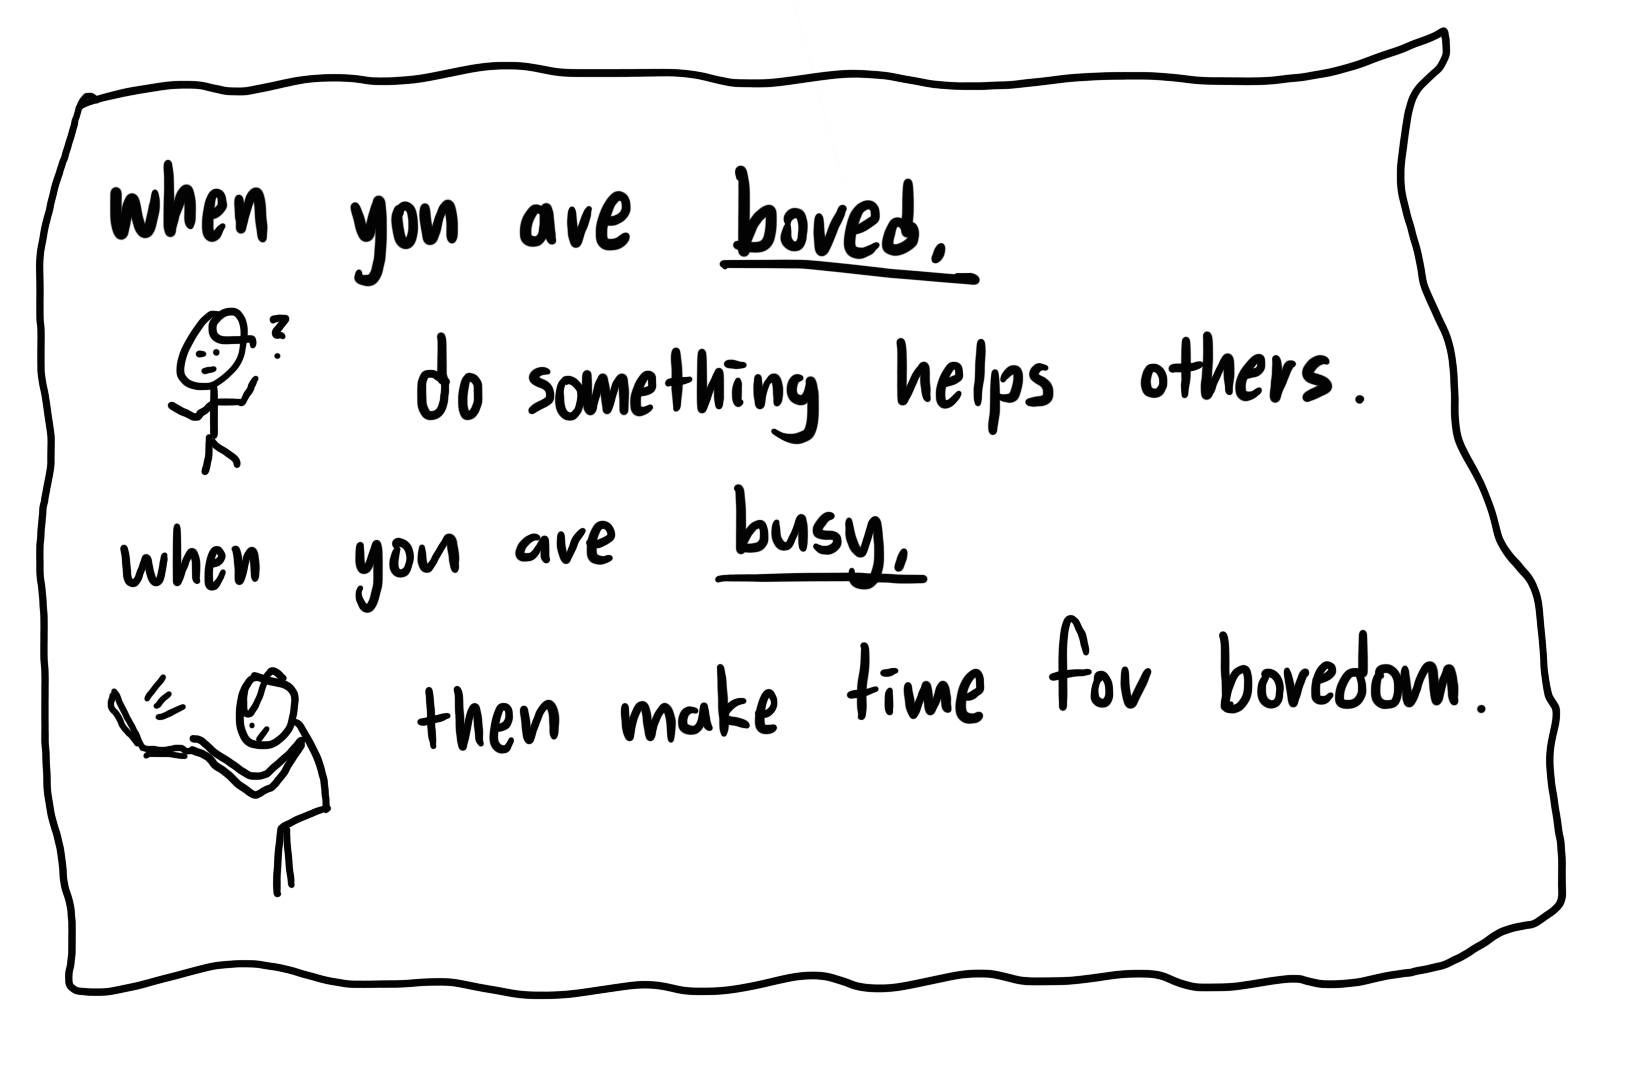 when you are bored,
?
do something helps others.
when you are busy,
then make time for boredom.